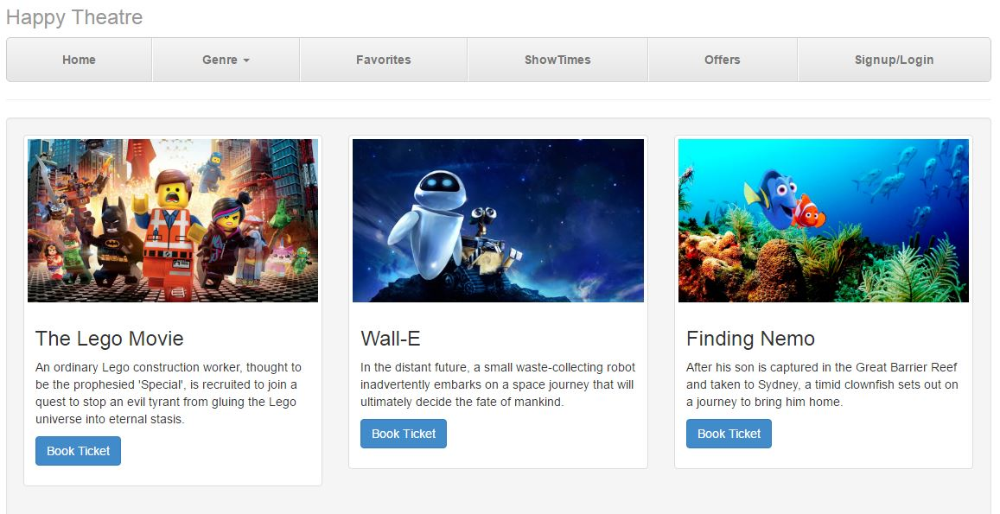 Happy Theatre
Home Genre Favorites ShowTimes Offers Signup/Login
The Lego Movie
An ordinary Lego construction worker, thought to
be the prophesied 'Special', is recruited to join a
quest to stop an evil tyrant from gluing the Lego
universe into eternal stasis.
Book Ticket
Wall-E
In the distant future, a small waste-collecting robot
inadvertently embarks on a space journey that will
ultimately decide the fate of mankind.
Book Ticket
Finding Nemo
After his son is captured in the Great Barrier Reef
and taken to Sydney, a timid clownfish sets out on
a journey to bring him home.
Book Ticket